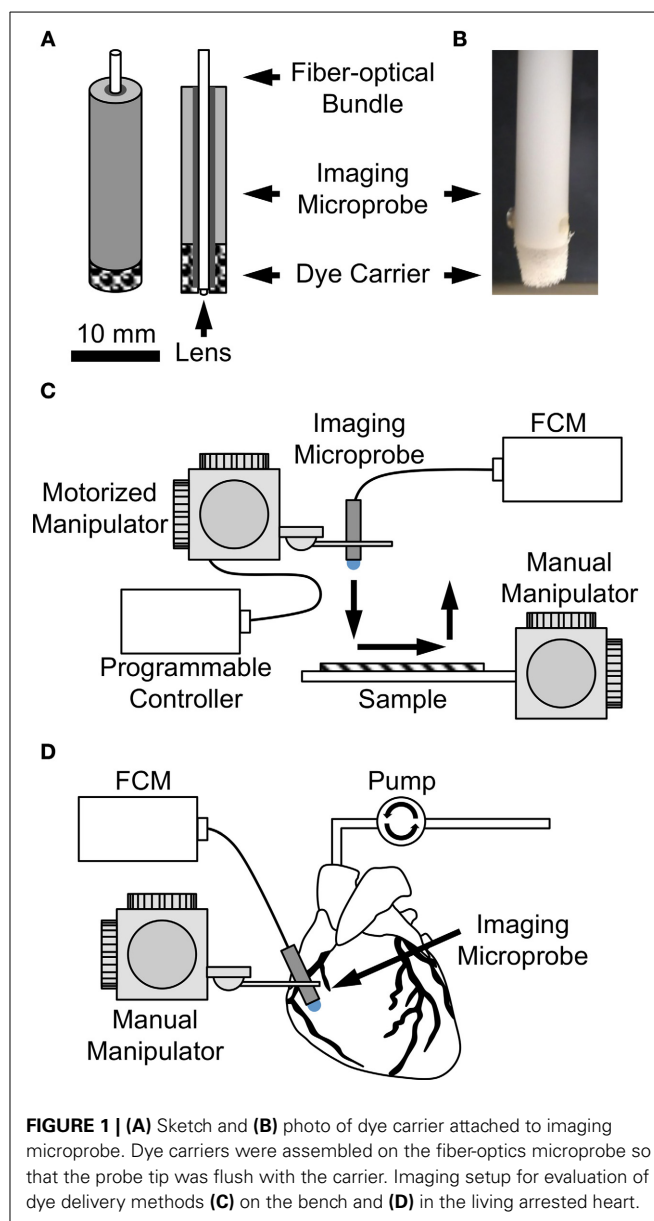 A
B
Fiber-optical
Bundle
Imaging
Microprobe
Dye Carrier
10 mm
Lens
C
Imaging
Microprobe
FCM
Motorized
Manipulator
Manual
Manipulator
Programmable
Controller
Sample
D
FCM
Pump
Imaging
Microprobe
Manual
Manipulator
FIGURE 1 | (A) Sketch and (B) photo of dye carrier attached to imaging
microprobe. Dye carriers were assembled on the fiber-optics microprobe so
that the probe tip was flush with the carrier. Imaging setup for evaluation of
dye delivery methods (C) on the bench and (D) in the living arrested heart.